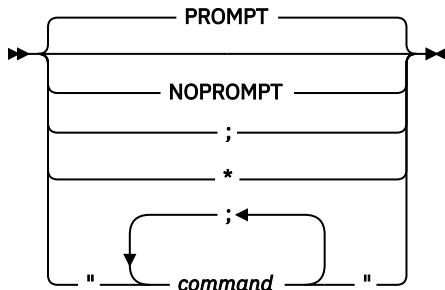 PROMPT
NOPROMPT
;
*
;
" command "